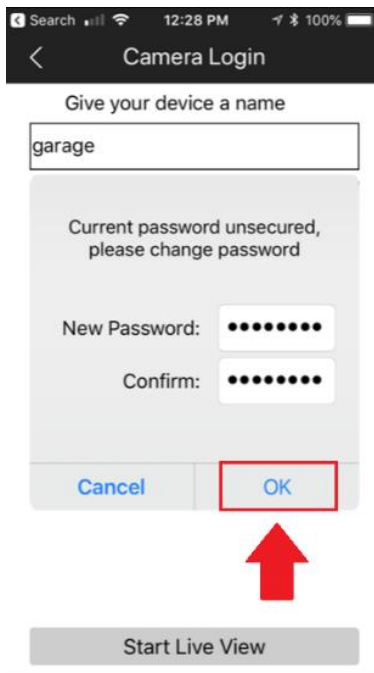 Search 12:28 PM 100%
Camera Login
Give your device a name
garage
Current password unsecured,
please change password
New Password: ●●●●●●●●
Confirm: ●●●●●●●●
Cancel OK
Start Live View